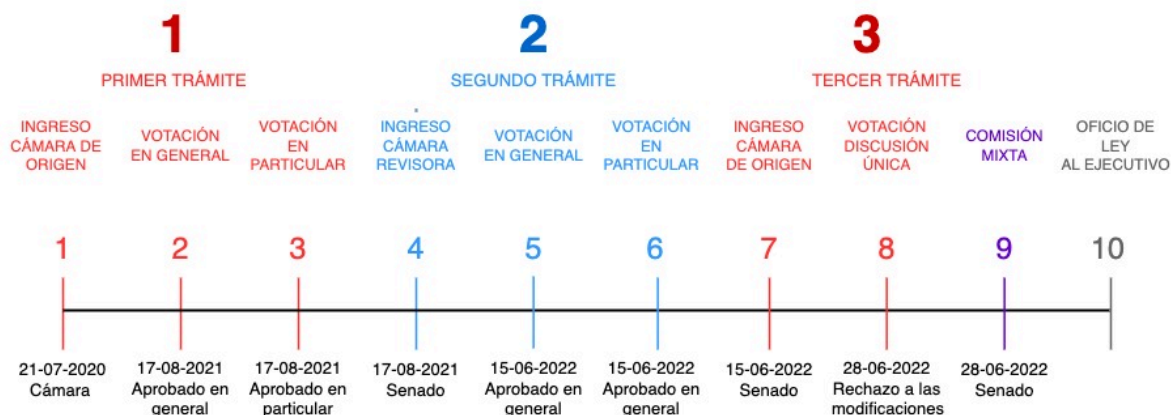 1
PRIMER TRÁMITE
2
SEGUNDO TRÁMITE
3
TERCER TRÁMITE
INGRESO
CÁMARA DE
ORIGEN
VOTACIÓN
EN GENERAL
VOTACIÓN
EN
PARTICULAR
INGRESO
CÁMARA
REVISORA
VOTACIÓN
EN GENERAL
VOTACIÓN
EN
PARTICULAR
INGRESO
CÁMARA
DE ORIGEN
VOTACIÓN
DISCUSIÓN
ÚNICA
COMISIÓN
MIXTA
OFICIO DE
LEY
AL EJECUTIVO
1
2
3
4
5
6
7
8
9
10
21-07-2020
Cámara
17-08-2021
Aprobado en
general
17-08-2021
Aprobado en
particular
17-08-2021
Senado
15-06-2022
Aprobado en
general
15-06-2022
Aprobado en
general
15-06-2022
Senado
28-06-2022
Rechazo a las
modificaciones
28-06-2022
Senado